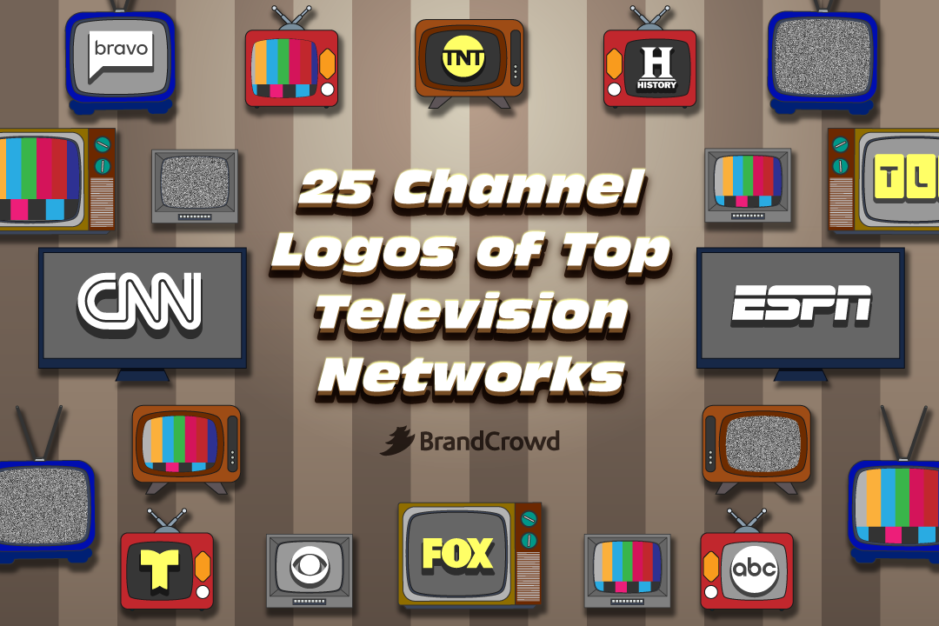 bravo
TNT
H
HISTORY
TL
25 Channel
Logos of Top
Television
Networks
CNN
ESPN
BrandCrowd
T
FOX
abc